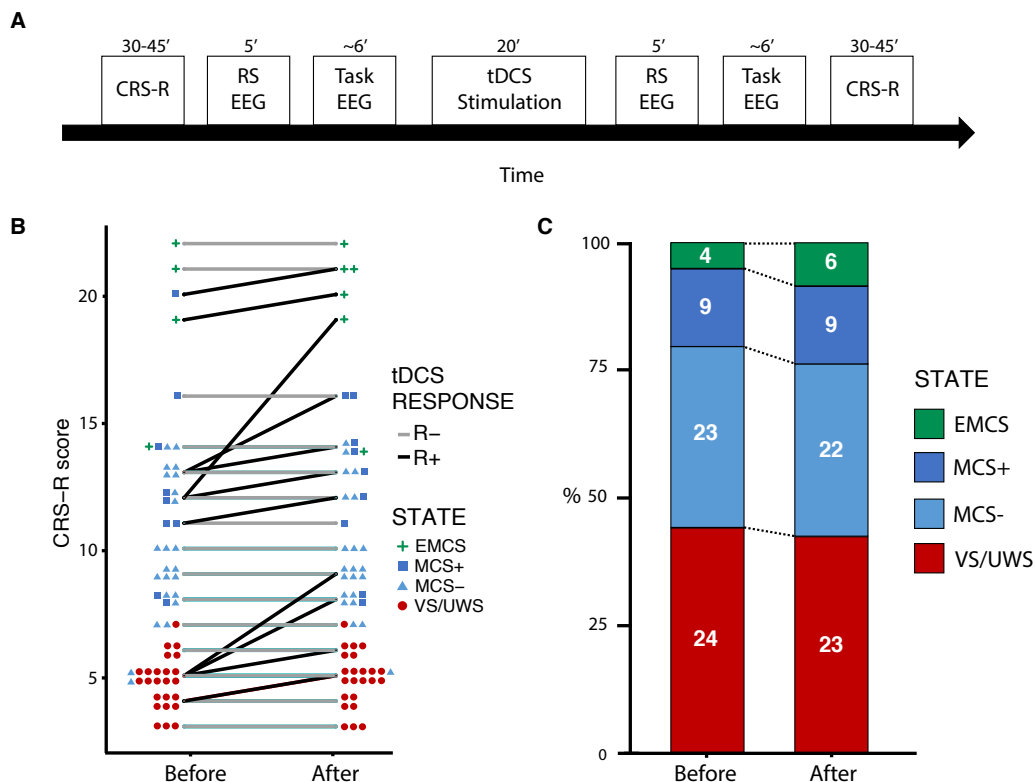 A
30-45’
5’
~6’
20’
5’
~6’
30-45’
CRS-R
RS
EEG
Task
EEG
tDCS
Stimulation
RS
EEG
Task
EEG
CRS-R
Time
B
CRS–R score
20
15
10
5
Before
After
tDCS
RESPONSE
R−
R+
STATE
EMCS
MCS+
MCS−
VS/UWS
C
%
100
75
50
25
0
4
9
23
24
6
9
22
23
Before
After
STATE
EMCS
MCS+
MCS-
VS/UWS